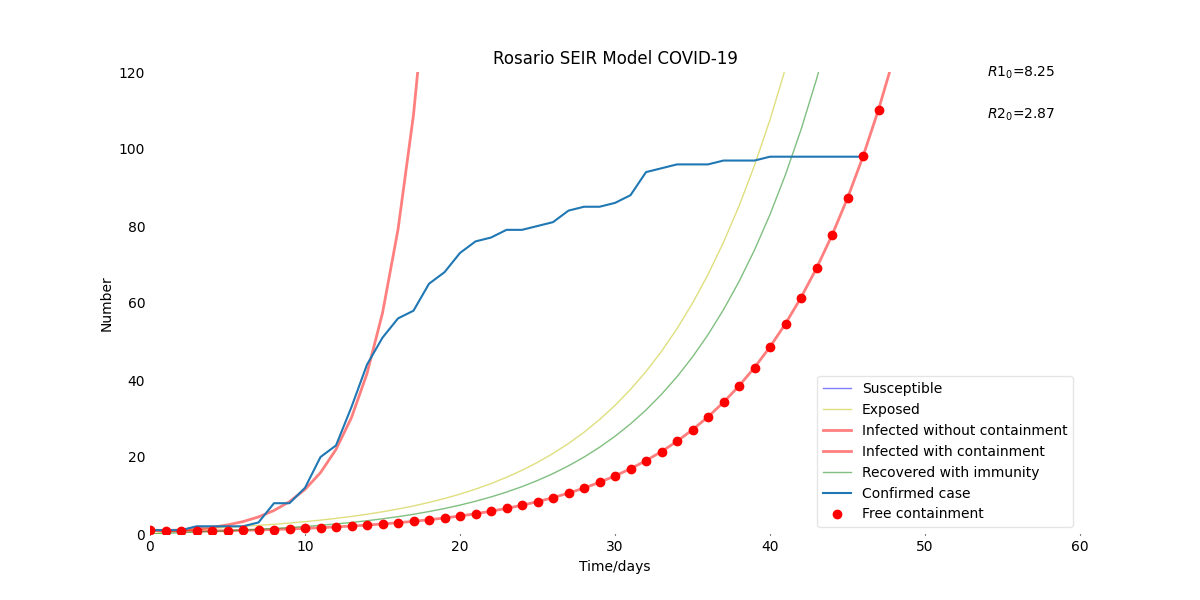 Rosario SEIR Model COVID-19
R1₀=8.25
R2₀=2.87
120
100
80
60
40
20
0
Number
0 10 20 30 40 50 60
Time/days
Susceptible
Exposed
Infected without containment
Infected with containment
Recovered with immunity
Confirmed case
Free containment